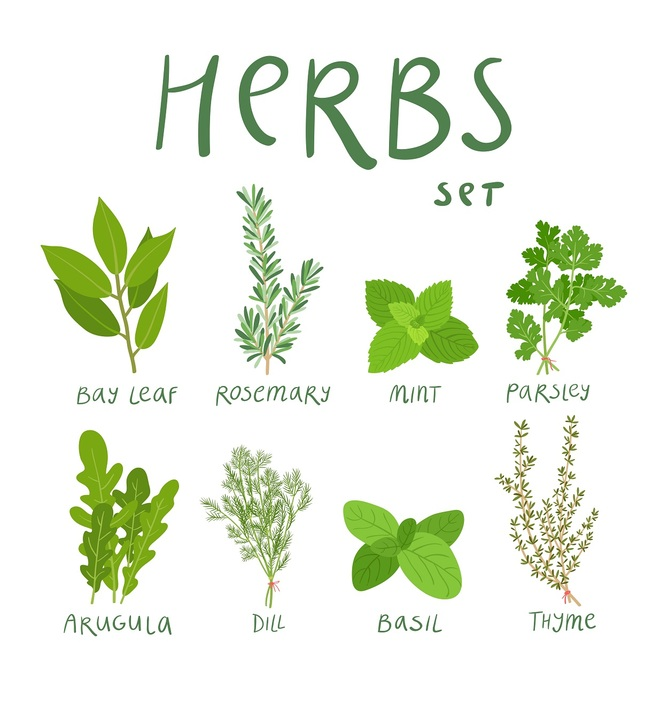 HeRBS
SeT
BAY LeAF
ROSeMARY
MINT
PARSLEY
ARUGULA
DILL
BASIL
THYMe